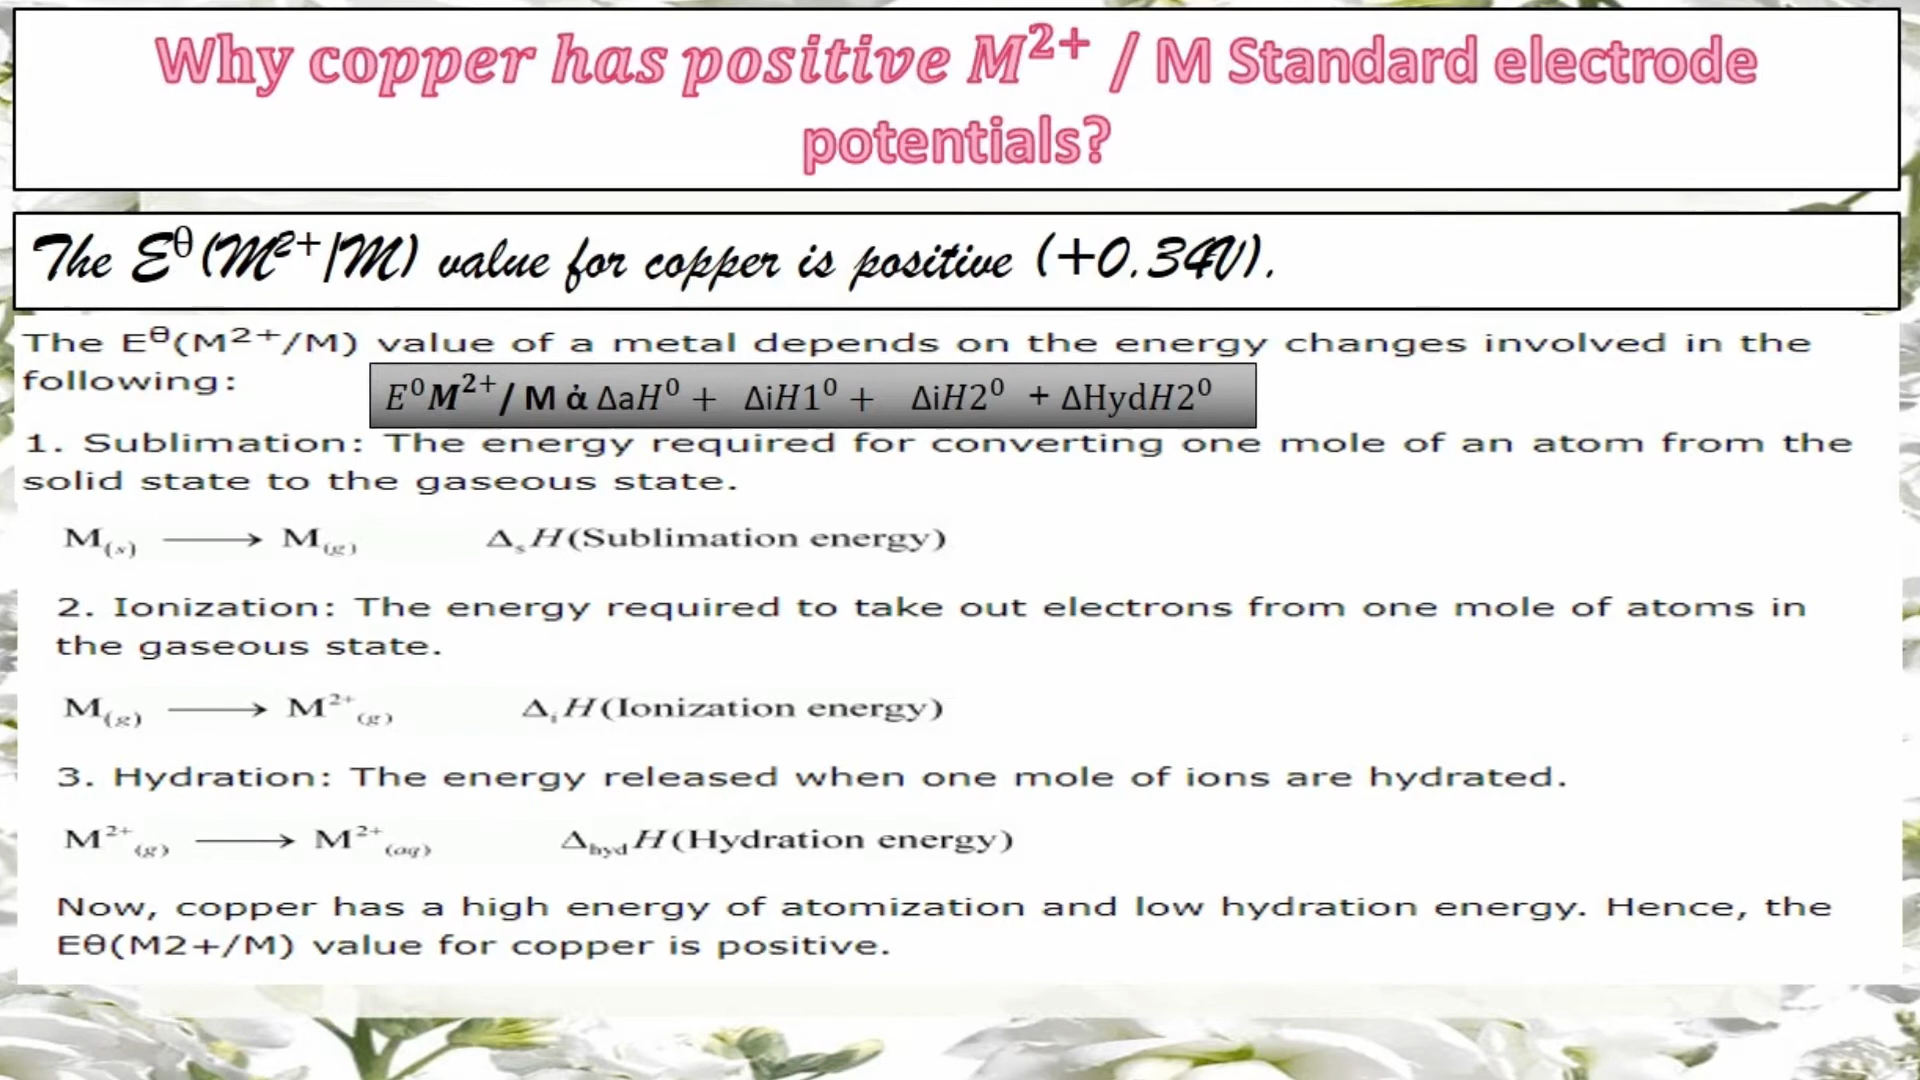 Why copper has positive M²⁺ / M Standard electrode
potentials?
The Eᶿ(M²⁺/M) value for copper is positive (+0.34V).
The Eᶿ(M²⁺/M) value of a metal depends on the energy changes involved in the
following:
E⁰M²⁺/ M ἀ ΔaH⁰ + ΔiH1⁰ + ΔiH2⁰ + ΔHydH2⁰
1. Sublimation: The energy required for converting one mole of an atom from the
solid state to the gaseous state.
M(s) ⟶ M(g) ΔₛH(Sublimation energy)
2. Ionization: The energy required to take out electrons from one mole of atoms in
the gaseous state.
M(g) ⟶ M²⁺(g) ΔᵢH(Ionization energy)
3. Hydration: The energy released when one mole of ions are hydrated.
M²⁺(g) ⟶ M²⁺(aq) Δhyd H(Hydration energy)
Now, copper has a high energy of atomization and low hydration energy. Hence, the
Eθ(M2+/M) value for copper is positive.